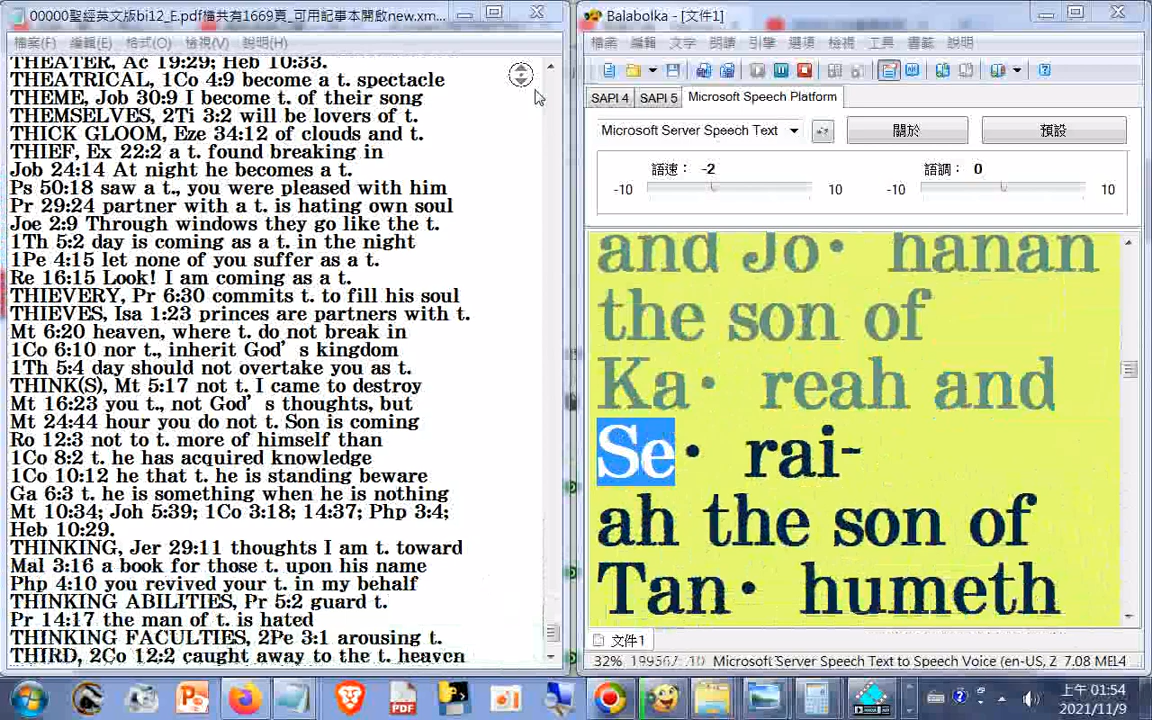 00000聖經英文版bi12_E.pdf檔共有1669頁_可用記事本開啟new.xm...
檔案(F) 編輯(E) 格式(O) 檢視(V) 說明(H)
THEATER, Ac 19:29; Heb 10:33.
THEATRICAL, 1Co 4:9 become a t. spectacle
THEME, Job 30:9 I become t. of their song
THEMSELVES, 2Ti 3:2 will be lovers of t.
THICK GLOOM, Eze 34:12 of clouds and t.
THIEF, Ex 22:2 a t. found breaking in
Job 24:14 At night he becomes a t.
Ps 50:18 saw a t., you were pleased with him
Pr 29:24 partner with a t. is hating own soul
Joe 2:9 Through windows they go like the t.
1Th 5:2 day is coming as a t. in the night
1Pe 4:15 let none of you suffer as a t.
Re 16:15 Look! I am coming as a t.
THIEVERY, Pr 6:30 commits t. to fill his soul
THIEVES, Isa 1:23 princes are partners with t.
Mt 6:20 heaven, where t. do not break in
1Co 6:10 nor t., inherit God’s kingdom
1Th 5:4 day should not overtake you as t.
THINK(S), Mt 5:17 not t. I came to destroy
Mt 16:23 you t., not God’s thoughts, but
Mt 24:44 hour you do not t. Son is coming
Ro 12:3 not to t. more of himself than
1Co 8:2 t. he has acquired knowledge
1Co 10:12 he that t. he is standing beware
Ga 6:3 t. he is something when he is nothing
Mt 10:34; Joh 5:39; 1Co 3:18; 14:37; Php 3:4;
Heb 10:29.
THINKING, Jer 29:11 thoughts I am t. toward
Mal 3:16 a book for those t. upon his name
Php 4:10 you revived your t. in my behalf
THINKING ABILITIES, Pr 5:2 guard t.
Pr 14:17 the man of t. is hated
THINKING FACULTIES, 2Pe 3:1 arousing t.
THIRD, 2Co 12:2 caught away to the t. heaven
Balabolka - [文件1]
檔案 編輯 文字 朗讀 引擎 選項 檢視 工具 書籤 說明
SAPI 4 SAPI 5 Microsoft Speech Platform
Microsoft Server Speech Text 關於 預設
語速: -2 語調: 0
-10 10 -10 10
and Jo· hanan
the son of
Ka· reah and
Se· rai-
ah the son of
Tan· humeth
文件1
32% Microsoft Server Speech Text to Speech Voice (en-US, Z 7.08 ME
上午 01:54
2021/11/9